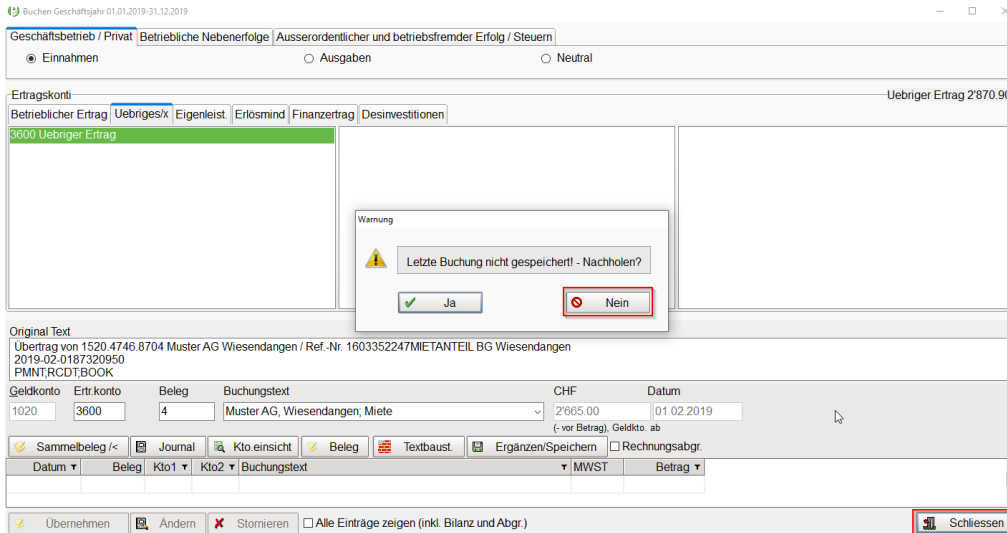 Buchen Geschäftsjahr 01.01.2019-31.12.2019
Geschäftsbetrieb / Privat Betriebliche Nebenerfolge Ausserordentlicher und betriebsfremder Erfolg / Steuern
Einnahmen Ausgaben Neutral
Ertragskonti Uebriger Ertrag 2'870.90
Betrieblicher Ertrag Uebriges/x Eigenleist. Erlösmind Finanzertrag Desinvestitionen
3600 Uebriger Ertrag
Warnung
Letzte Buchung nicht gespeichert! - Nachholen?
Ja Nein
Original Text
Übertrag von 1520.4746.8704 Muster AG Wiesendangen / Ref.-Nr. 1603352247MIETANTEIL BG Wiesendangen
2019-02-0187320950
PMNT;RCDT;BOOK
Geldkonto Ertr.konto Beleg Buchungstext CHF Datum
1020 3600 4 Muster AG, Wiesendangen; Miete 2'665.00 01.02.2019
(- vor Betrag), Geldkto. ab
Sammelbeleg /< Journal Kto.einsicht Beleg Textbaust. Ergänzen/Speichern Rechnungsabgr.
Datum Beleg Kto1 Kto2 Buchungstext MWST Betrag
Übernehmen Ändern Stornieren Alle Einträge zeigen (inkl. Bilanz und Abgr.) Schliessen